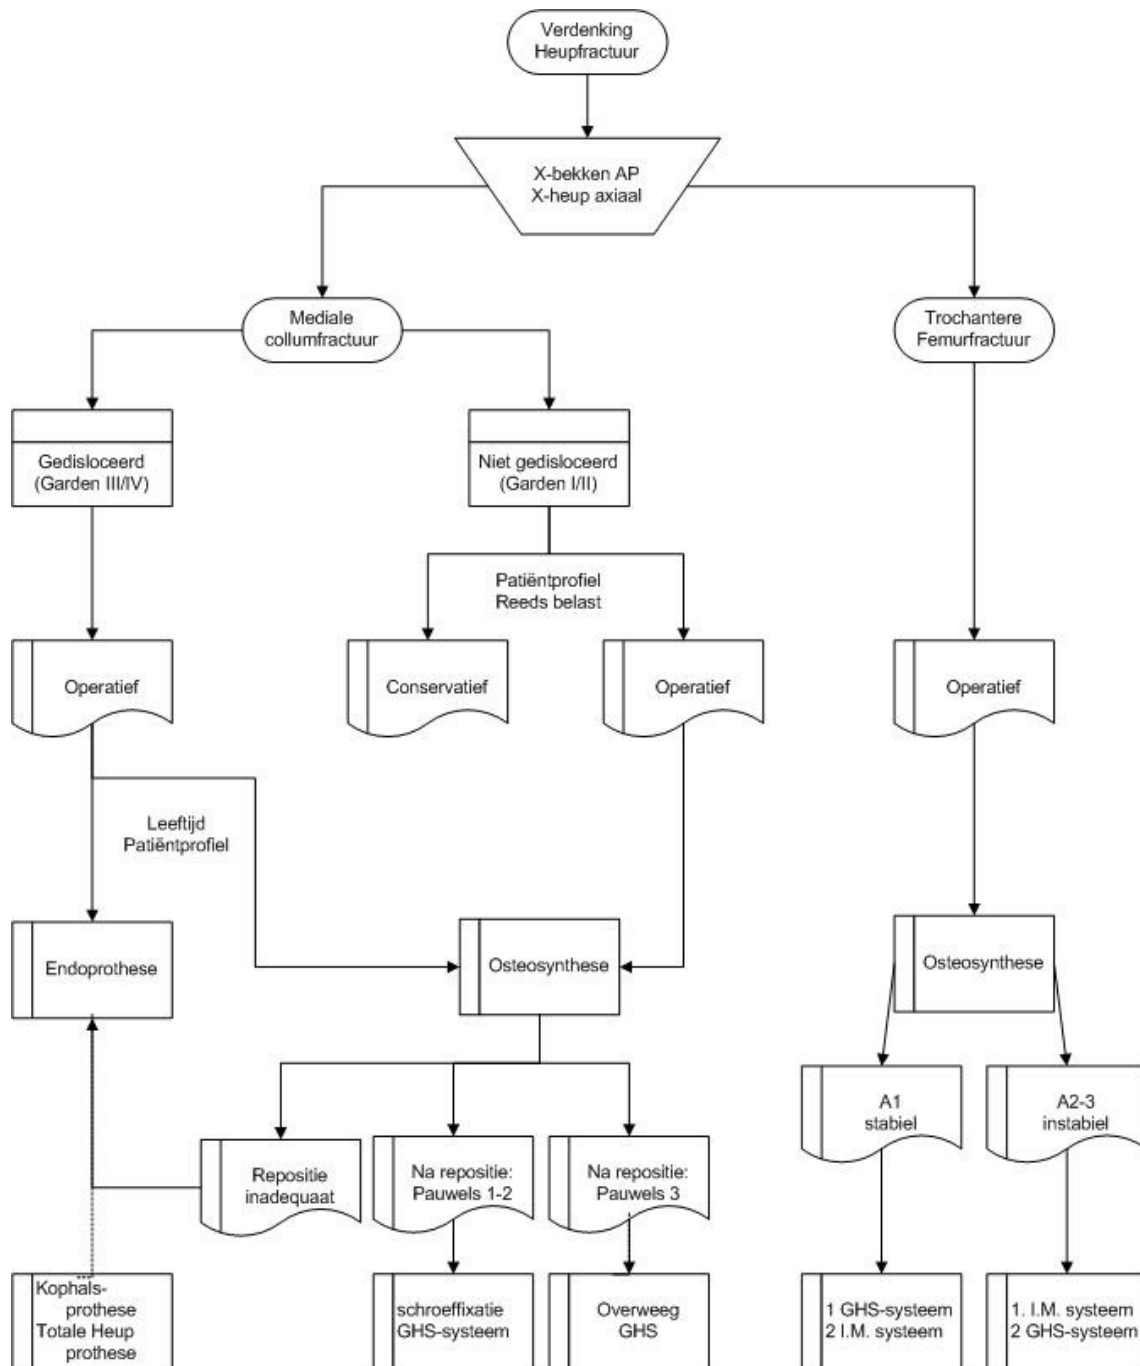 Verdenking
Heupfractuur
X-bekken AP
X-heup axiaal
Mediale
collumfractuur
Trochantere
Femurfractuur
Gedisloceerd
(Garden III/IV)
Niet gedisloceerd
(Garden I/II)
Patiëntprofiel
Reeds belast
Operatief
Conservatief
Operatief
Operatief
Leeftijd
Patiëntprofiel
Endoprothese
Osteosynthese
Osteosynthese
A1
stabiel
A2-3
instabiel
Repositie
inadequaat
Na repositie:
Pauwels 1-2
Na repositie:
Pauwels 3
Kophals-
prothese
Totale Heup
prothese
schroeffixatie
GHS-systeem
Overweeg
GHS
1 GHS-systeem
2 I.M. systeem
1. I.M. systeem
2 GHS-systeem